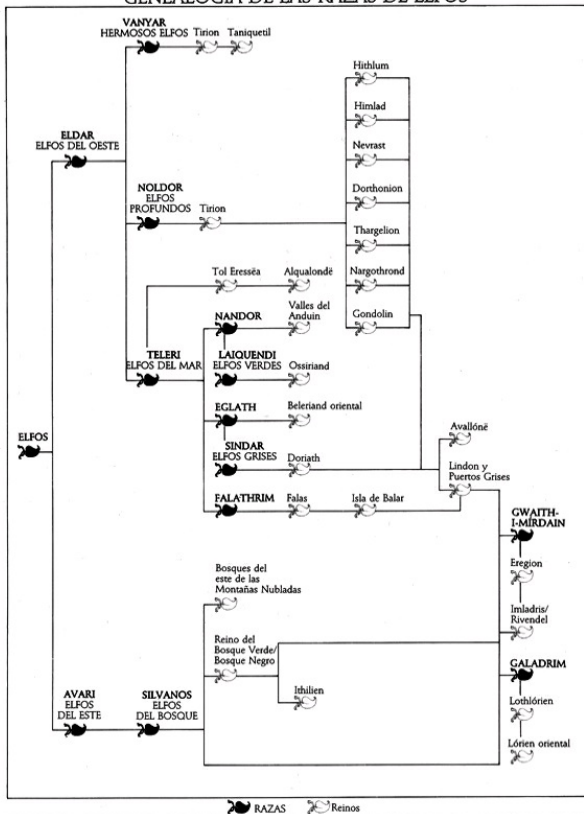 GENEALOGIA DE LAS RAZAS DE ELFOS
VANYAR
HERMOSOS ELFOS
Tirion
Taniquetil
ELDAR
ELFOS DEL OESTE
NOLDOR
ELFOS
PROFUNDOS
Tirion
Hithlum
Himlad
Nevrast
Dorthonion
Thargelion
Nargothrond
Gondolin
Tol Eressëa
Alqualondë
TELERI
ELFOS DEL MAR
NANDOR
Valles del
Anduin
LAIQUENDI
ELFOS VERDES
Ossiriand
EGLATH
Beleriand oriental
SINDAR
ELFOS GRISES
Doriath
FALATHRIM
Falas
Isla de Balar
Avallónë
Lindon y
Puertos Grises
ELFOS
GWAITH-
I-MÍRDAIN
Eregion
Imladris/
Rivendel
Bosques del
este de las
Montañas Nubladas
Reino del
Bosque Verde/
Bosque Negro
Ithilien
GALADRIM
Lothlórien
Lórien oriental
AVARI
ELFOS
DEL ESTE
SILVANOS
ELFOS
DEL BOSQUE
RAZAS
Reinos